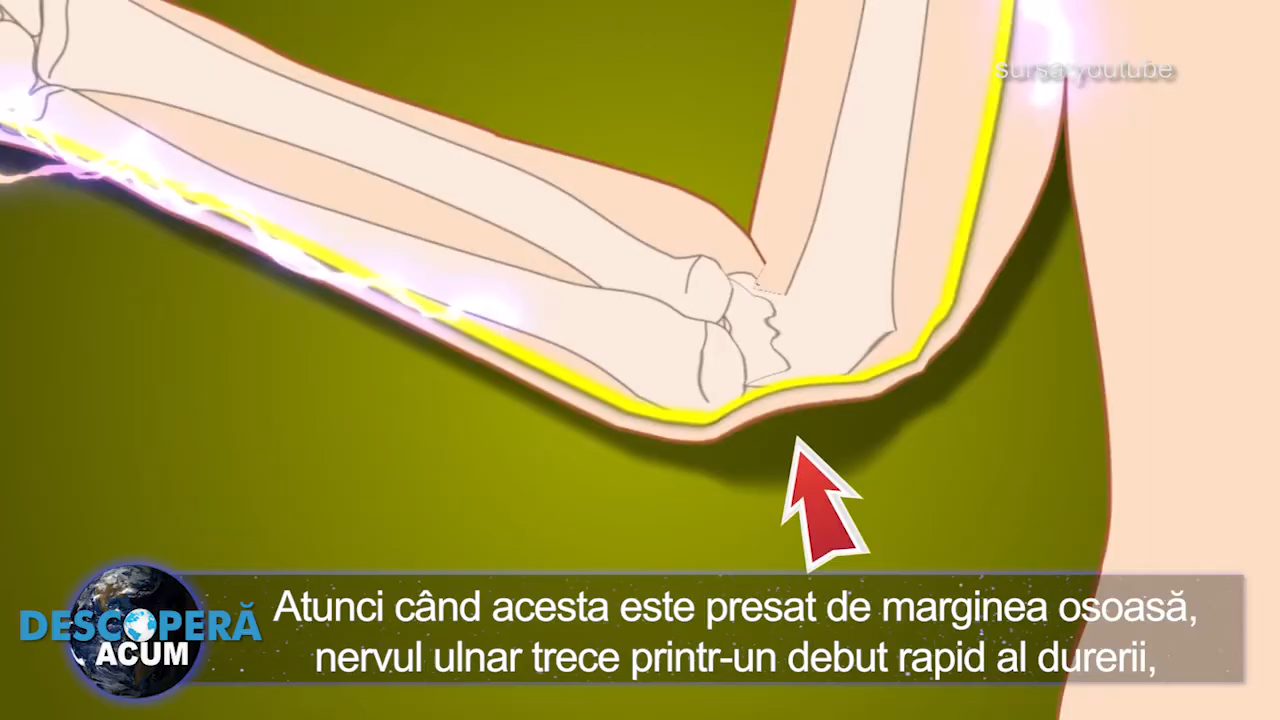 sursa:youtube
DESCOPERĂ
ACUM
Atunci când acesta este presat de marginea osoasă,
nervul ulnar trece printr-un debut rapid al durerii,